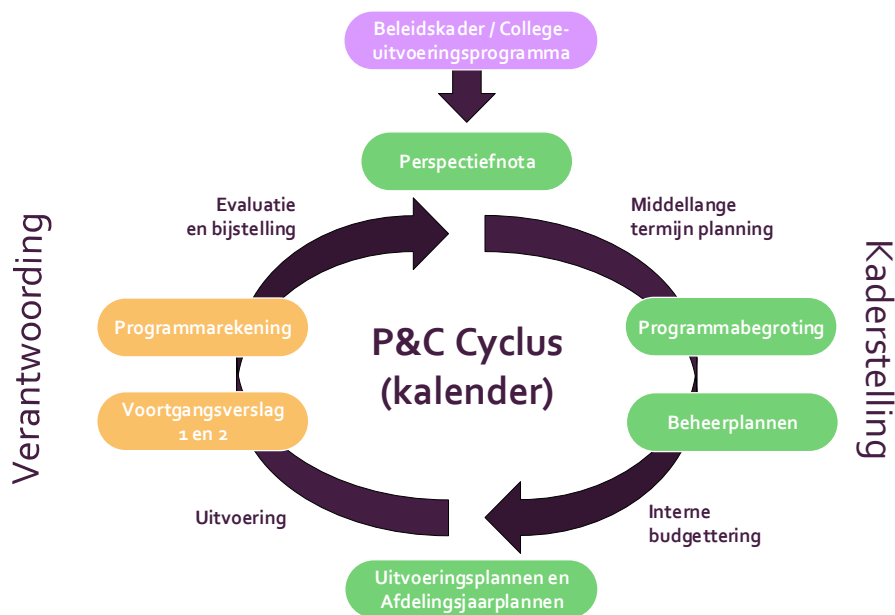 Beleidskader / College-
uitvoeringsprogramma
Perspectiefnota
Evaluatie
en bijstelling
Middellange
termijn planning
Verantwoording
Kaderstelling
Programmarekening
P&C Cyclus
(kalender)
Programmabegroting
Voortgangsverslag
1 en 2
Beheerplannen
Uitvoering
Interne
budgettering
Uitvoeringsplannen en
Afdelingsjaarplannen